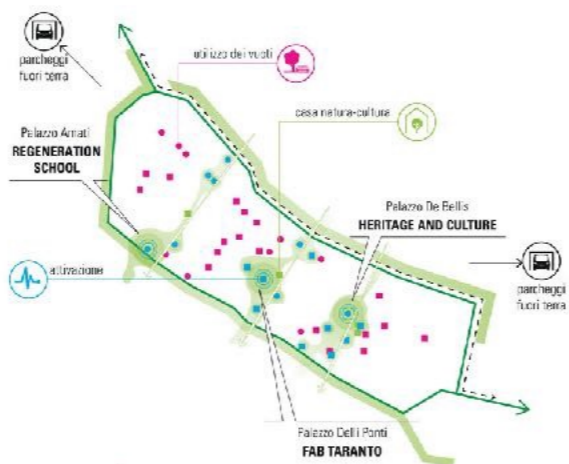 parcheggi
fuori terra
utilizzo dei vuoti
casa natura-cultura
Palazzo Amati
REGENERATION
SCHOOL
Palazzo De Bellis
HERITAGE AND CULTURE
attivazione
parcheggi
fuori terra
Palazzo Delli Ponti
FAB TARANTO